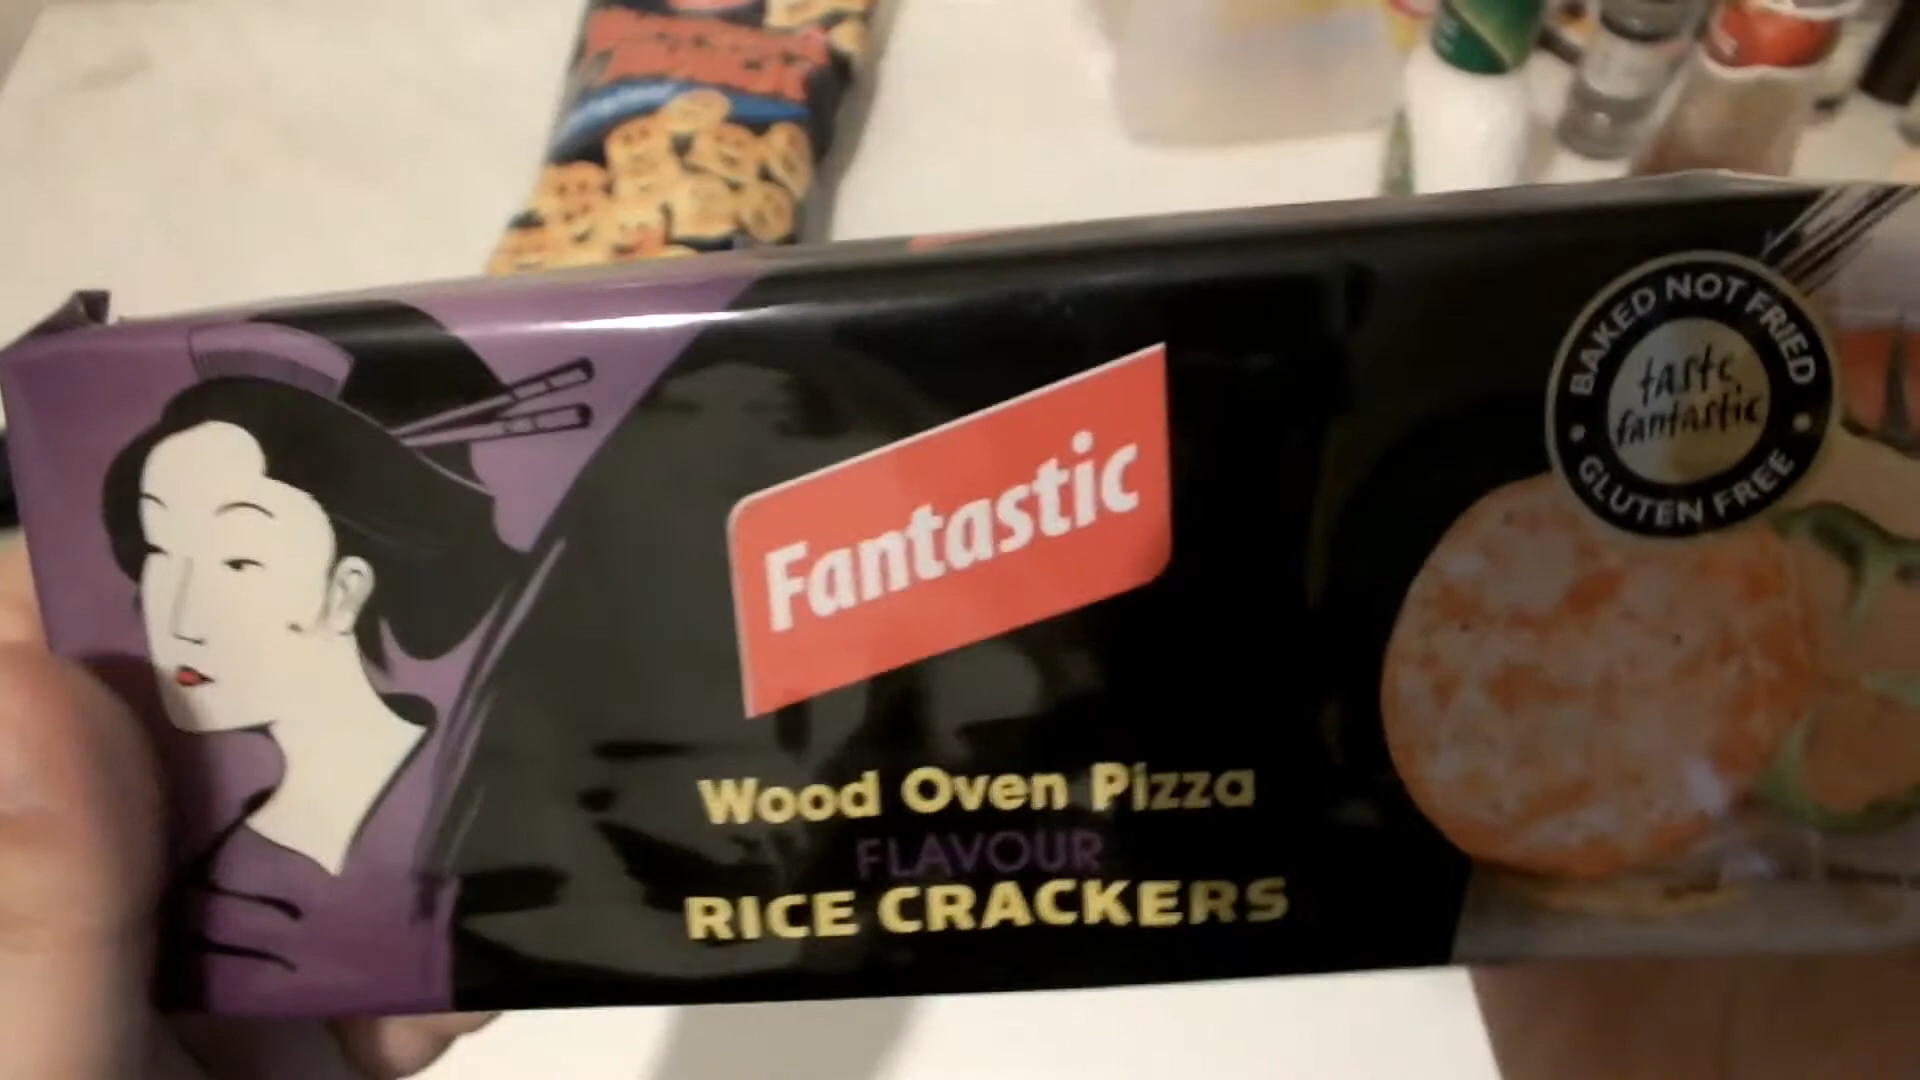 Fantastic
BAKED NOT FRIED
taste
fantastic
GLUTEN FREE
Wood Oven Pizza
FLAVOUR
RICE CRACKERS